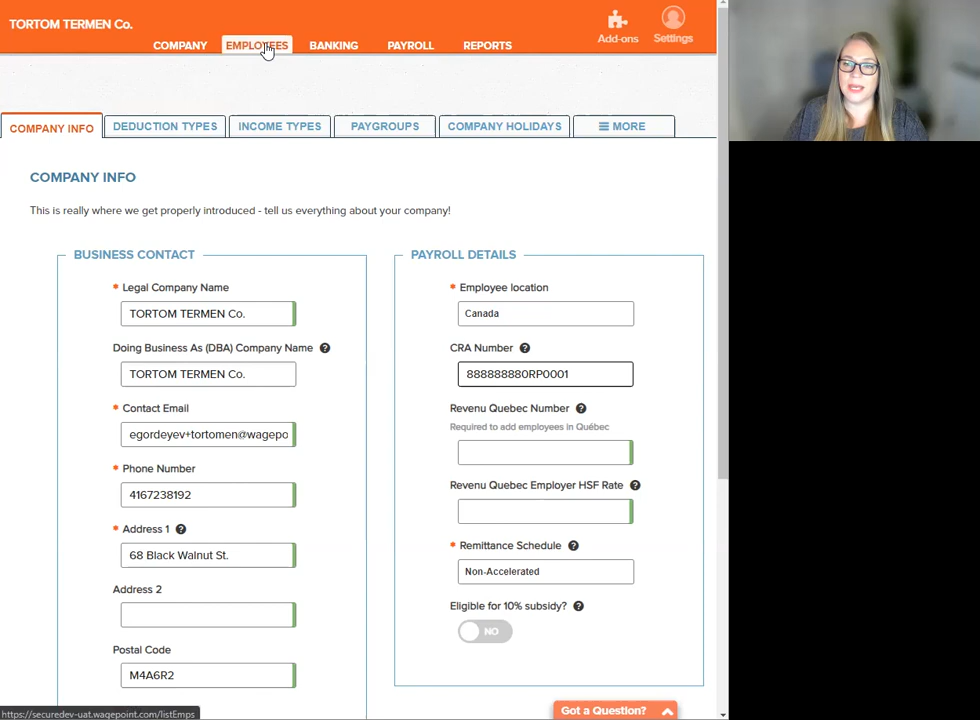 TORTOM TERMEN Co.
Add-ons
Settings
COMPANY
EMPLOYEES
BANKING
PAYROLL
REPORTS
COMPANY INFO
DEDUCTION TYPES
INCOME TYPES
PAYGROUPS
COMPANY HOLIDAYS
MORE
COMPANY INFO
This is really where we get properly introduced - tell us everything about your company!
BUSINESS CONTACT
* Legal Company Name
TORTOM TERMEN Co.
Doing Business As (DBA) Company Name ?
TORTOM TERMEN Co.
* Contact Email
egordeyev+tortomen@wagepo
* Phone Number
4167238192
* Address 1 ?
68 Black Walnut St.
Address 2
Postal Code
M4A6R2
PAYROLL DETAILS
* Employee location
Canada
CRA Number ?
888888880RP0001
Revenu Quebec Number ?
Required to add employees in Québec
Revenu Quebec Employer HSF Rate ?
* Remittance Schedule ?
Non-Accelerated
Eligible for 10% subsidy? ?
NO
Got a Question?
https://securedev-uat.wagepoint.com/listEmps